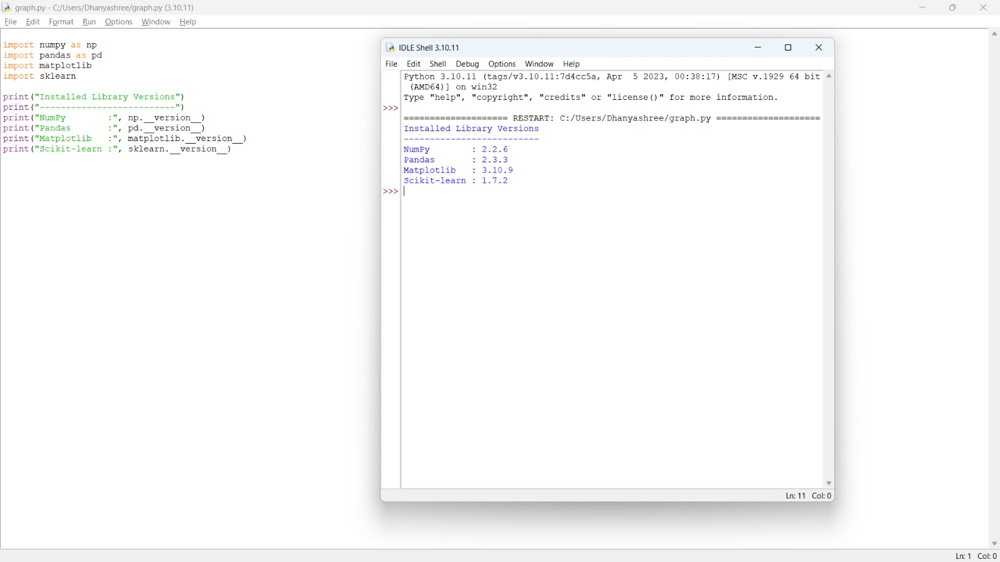 graph.py - C:/Users/Dhanyashree/graph.py (3.10.11)
File Edit Format Run Options Window Help
import numpy as np
import pandas as pd
import matplotlib
import sklearn
print("Installed Library Versions")
print("--------------------------")
print("NumPy        :", np.__version__)
print("Pandas       :", pd.__version__)
print("Matplotlib   :", matplotlib.__version__)
print("Scikit-learn :", sklearn.__version__)
Ln: 1 Col: 0
IDLE Shell 3.10.11
File Edit Shell Debug Options Window Help
Python 3.10.11 (tags/v3.10.11:7d4cc5a, Apr  5 2023, 00:38:17) [MSC v.1929 64 bit
(AMD64)] on win32
Type "help", "copyright", "credits" or "license()" for more information.
>>>
==================== RESTART: C:/Users/Dhanyashree/graph.py ====================
Installed Library Versions
--------------------------
NumPy        : 2.2.6
Pandas       : 2.3.3
Matplotlib   : 3.10.9
Scikit-learn : 1.7.2
>>>
Ln: 11 Col: 0